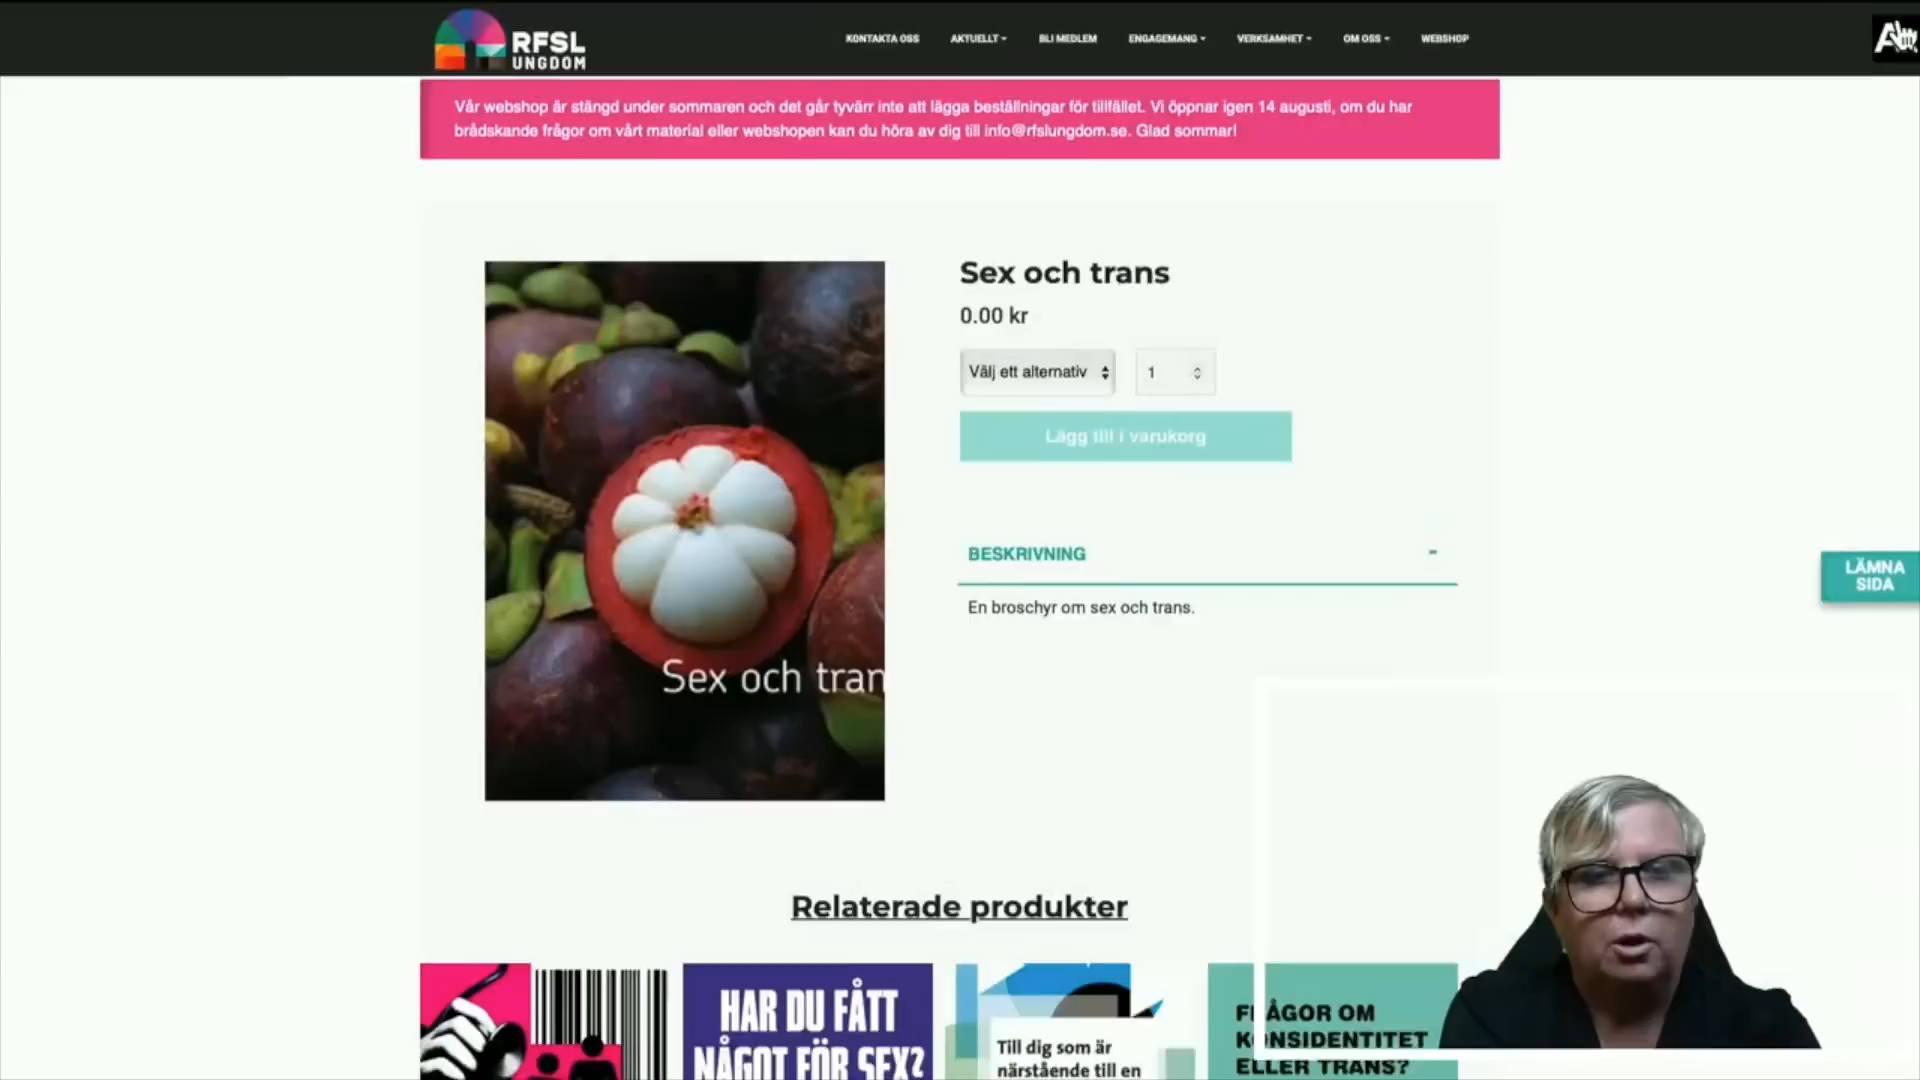 RFSL
UNGDOM
KONTAKTA OSS
AKTUELLT
BLI MEDLEM
ENGAGEMANG
VERKSAMHET
OM OSS
WEBSHOP
Vår webshop är stängd under sommaren och det går tyvärr inte att lägga beställningar för tillfället. Vi öppnar igen 14 augusti, om du har
brådskande frågor om vårt material eller webshopen kan du höra av dig till info@rfslungdom.se. Glad sommar!
Sex och tran
Sex och trans
0.00 kr
Välj ett alternativ
1
Lägg till i varukorg
BESKRIVNING -
En broschyr om sex och trans.
LÄMNA
SIDA
Relaterade produkter
HAR DU FÅTT
NÅGOT FÖR SEX?
Till dig som är
närstående till en
FRÅGOR OM
KONSIDENTITET
ELLER TRANS?